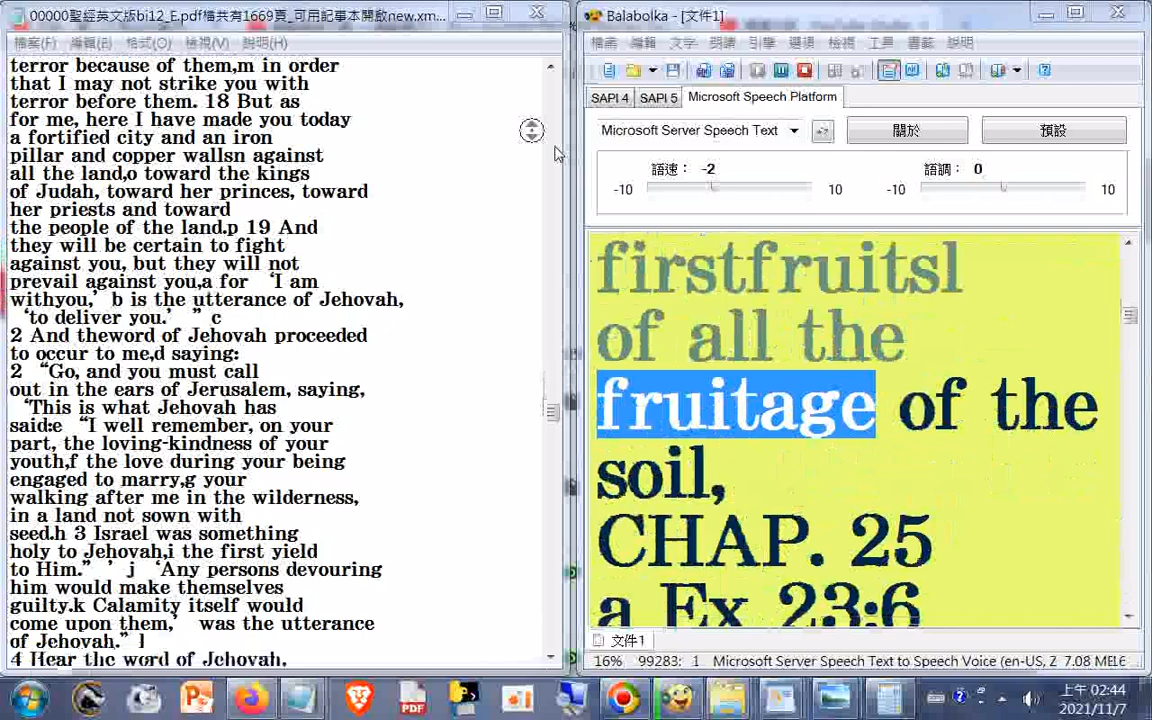 00000聖經英文版bi12_E.pdf檔共有1669頁_可用記事本開啟new.xm...
檔案(F) 編輯(E) 格式(O) 檢視(V) 說明(H)
terror because of them,m in order
that I may not strike you with
terror before them. 18 But as
for me, here I have made you today
a fortified city and an iron
pillar and copper wallsn against
all the land,o toward the kings
of Judah, toward her princes, toward
her priests and toward
the people of the land.p 19 And
they will be certain to fight
against you, but they will not
prevail against you,a for ‘I am
withyou,’ b is the utterance of Jehovah,
‘to deliver you.’ ” c
2 And theword of Jehovah proceeded
to occur to me,d saying:
2 “Go, and you must call
out in the ears of Jerusalem, saying,
‘This is what Jehovah has
said:e “I well remember, on your
part, the loving-kindness of your
youth,f the love during your being
engaged to marry,g your
walking after me in the wilderness,
in a land not sown with
seed.h 3 Israel was something
holy to Jehovah,i the first yield
to Him.” ’ j ‘Any persons devouring
him would make themselves
guilty.k Calamity itself would
come upon them,’ was the utterance
of Jehovah.” l
4 Hear the word of Jehovah,
Balabolka - [文件1]
檔案 編輯 文字 朗讀 引擎 選項 檢視 工具 書籤 說明
SAPI 4 SAPI 5 Microsoft Speech Platform
Microsoft Server Speech Text
+?
關於
預設
語速： -2
語調： 0
-10 10
-10 10
firstfruitsl
of all the
fruitage of the
soil,
CHAP. 25
a Ex 23:6
文件1
16% 99283: 1 Microsoft Server Speech Text to Speech Voice (en-US, Z 7.08 ME
PDF
上午 02:44
2021/11/7